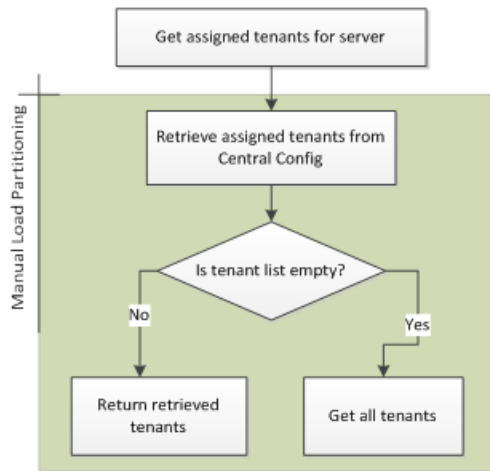 Get assigned tenants for server
Manual Load Partitioning
Retrieve assigned tenants from
Central Config
Is tenant list empty?
No
Yes
Return retrieved
tenants
Get all tenants